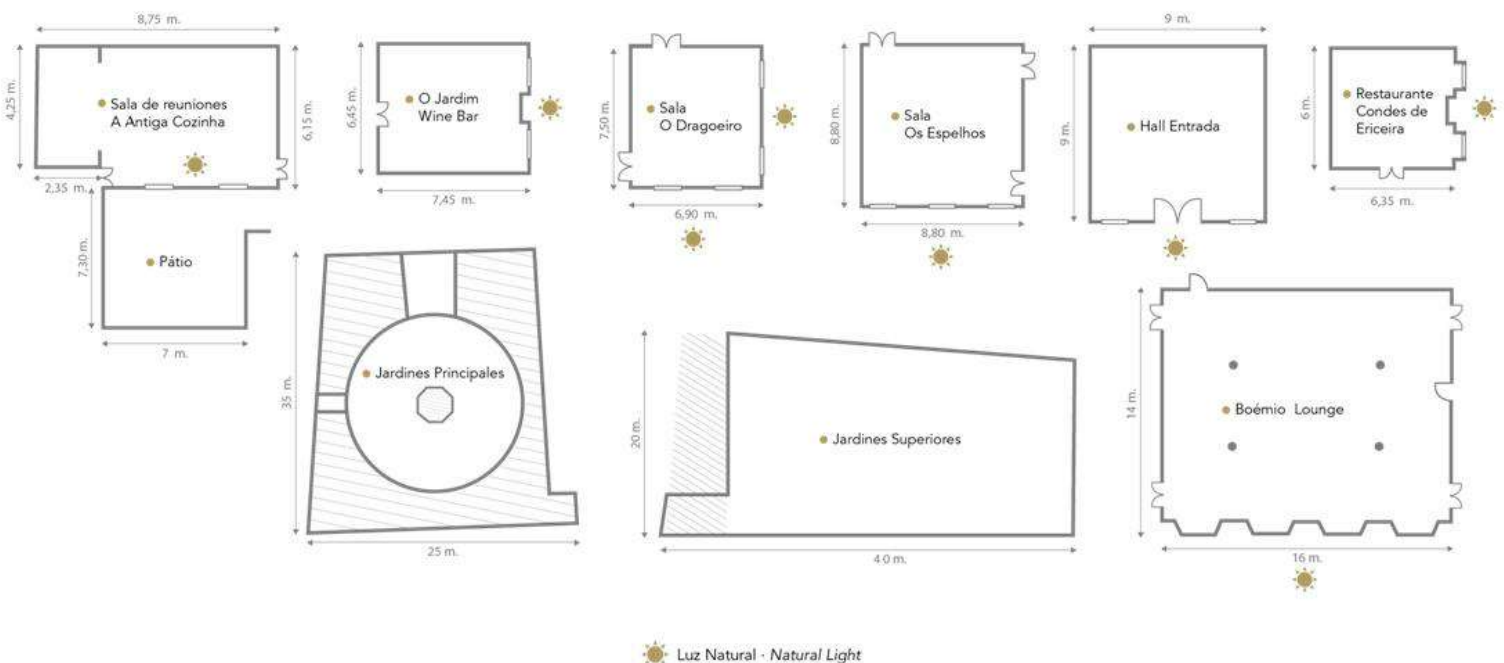 8,75 m.
4,25 m.
Sala de reuniones
A Antiga Cozinha
6,15 m.
2,35 m.
7,30 m.
Pátio
7 m.
6,45 m.
O Jardim
Wine Bar
7,45 m.
7,50 m.
Sala
O Dragoeiro
6,90 m.
8,80 m.
Sala
Os Espelhos
8,80 m.
9 m.
9 m.
Hall Entrada
6 m.
Restaurante
Condes de
Ericeira
6,35 m.
35 m.
Jardines Principales
25 m.
20 m.
Jardines Superiores
40 m.
14 m.
Boémio Lounge
16 m.
Luz Natural · Natural Light